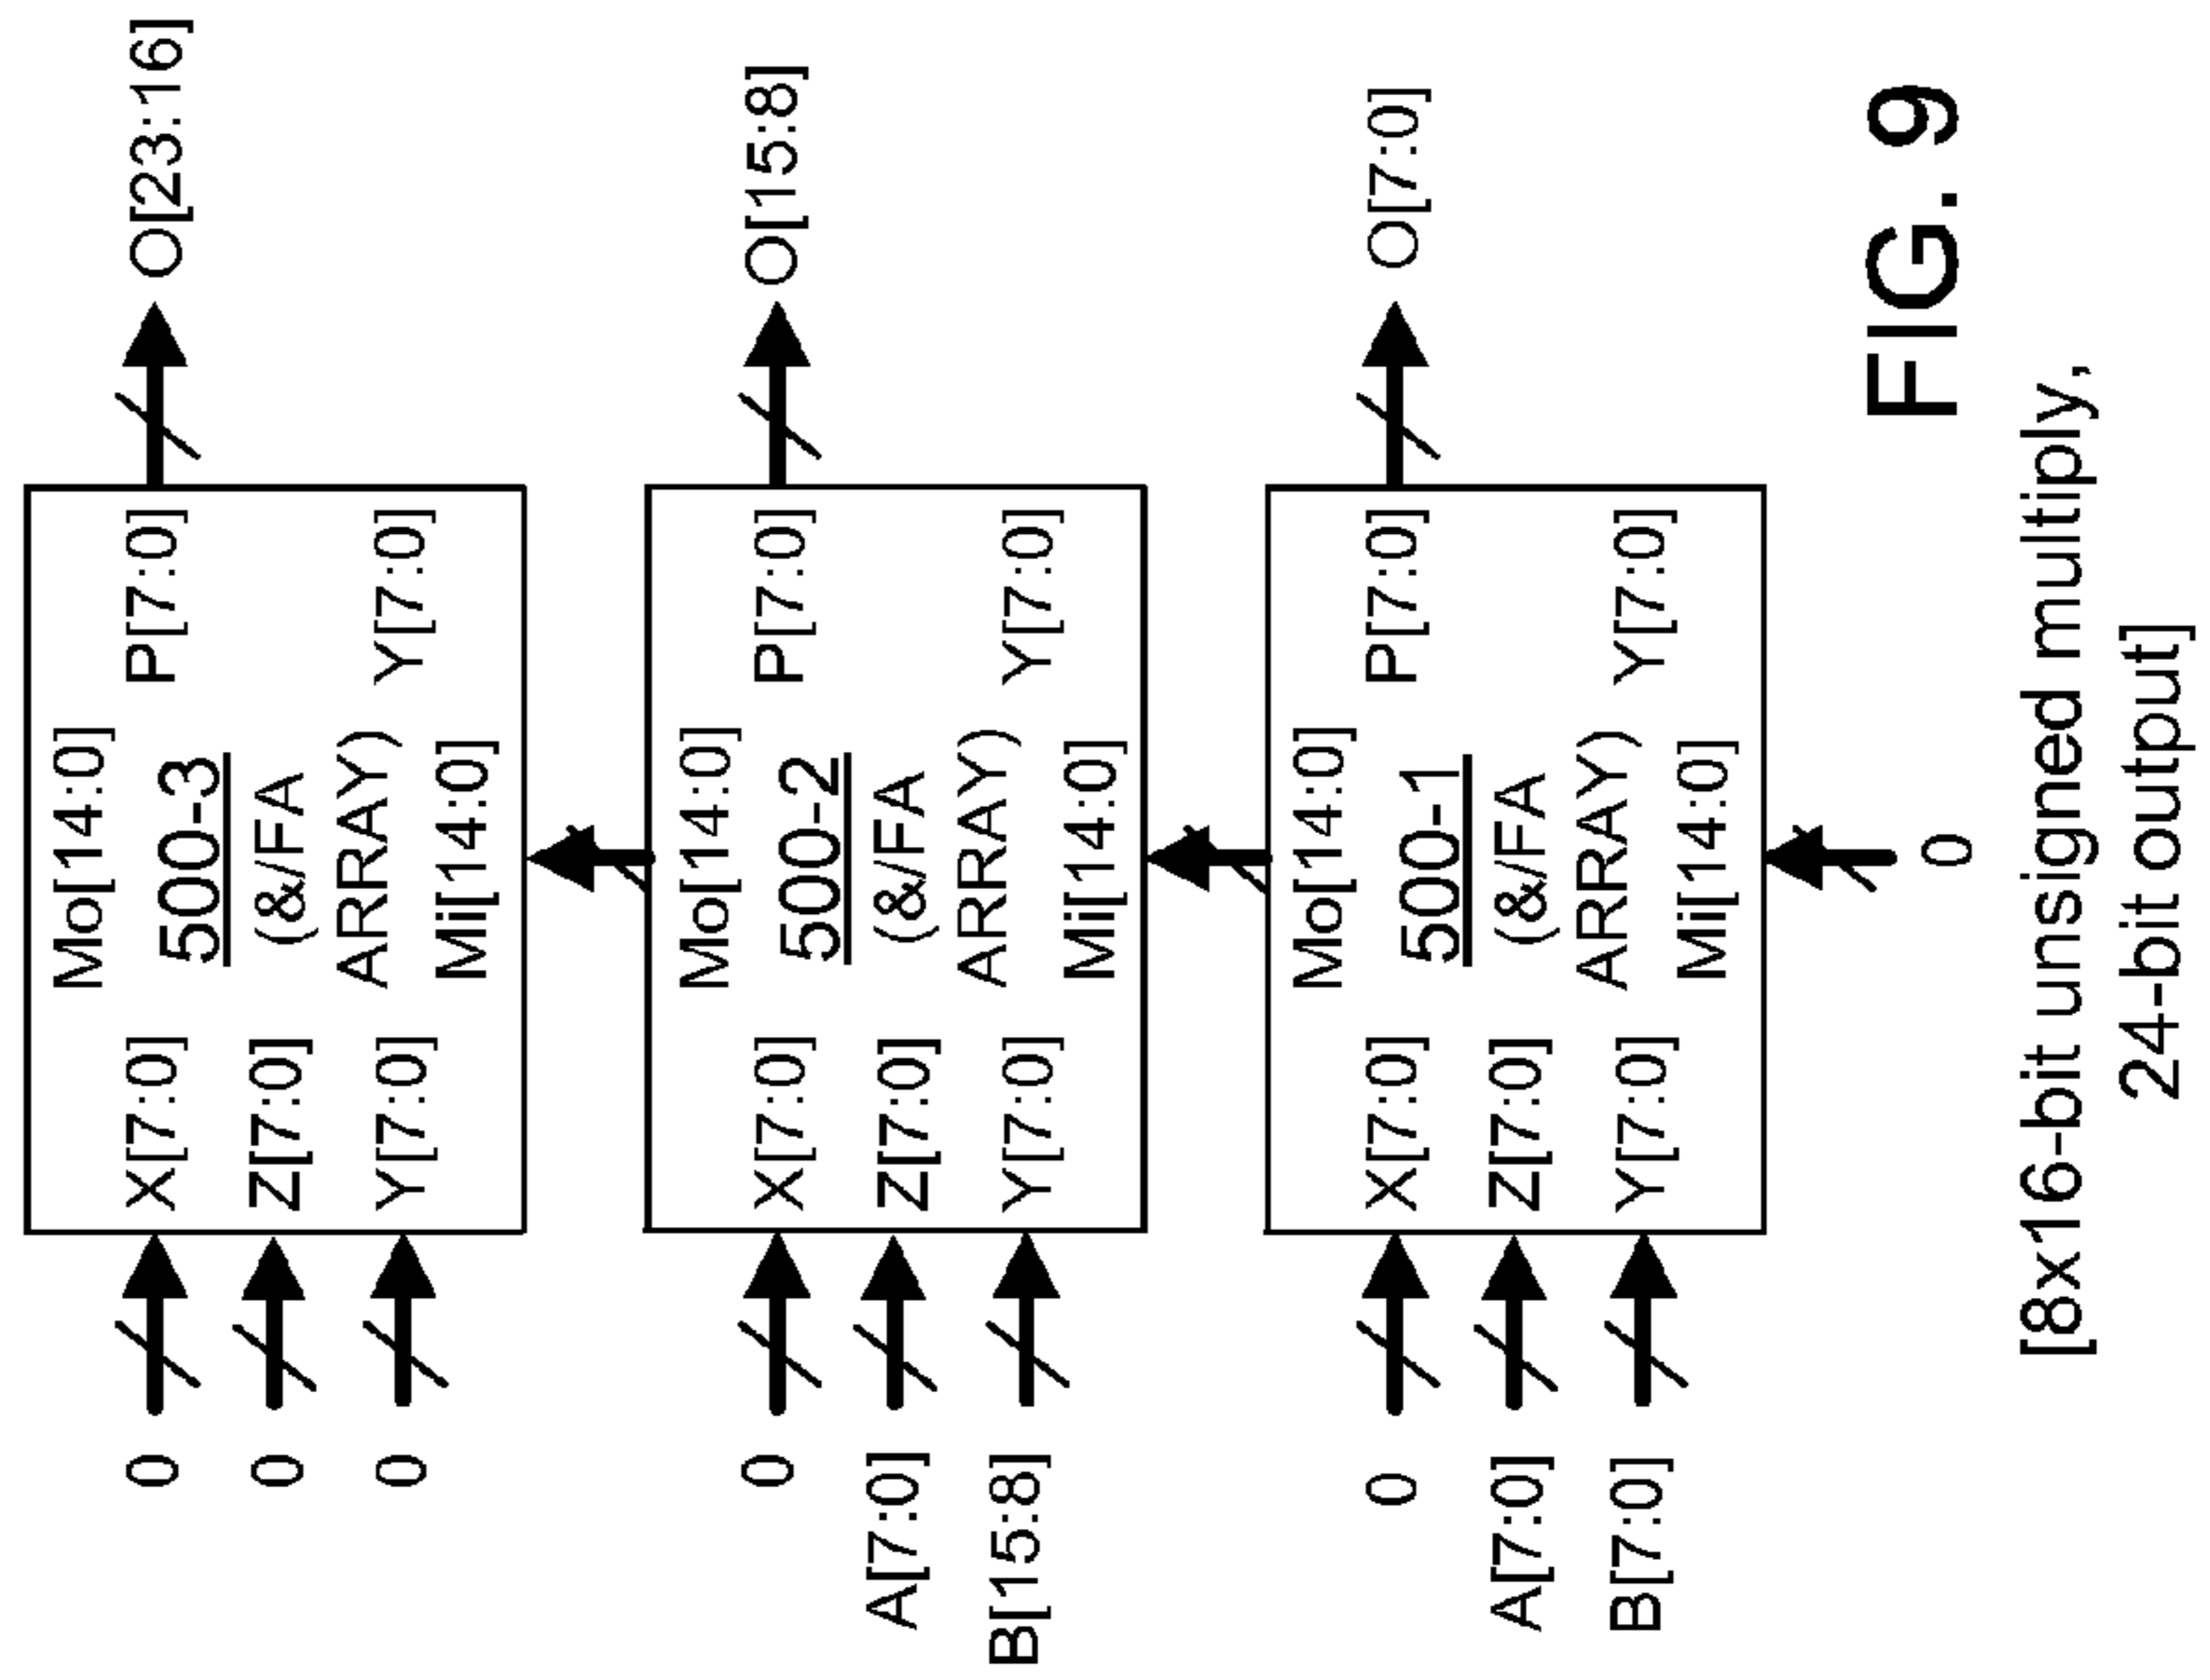 0
0
0
X[7:0]
Z[7:0]
Y[7:0]
Mo[14:0]
500-3
(&/FA
ARRAY)
Mi[14:0]
P[7:0]
Y[7:0]
O[23:16]
0
A[7:0]
B[15:8]
X[7:0]
Z[7:0]
Y[7:0]
Mo[14:0]
500-2
(&/FA
ARRAY)
Mi[14:0]
P[7:0]
Y[7:0]
O[15:8]
0
A[7:0]
B[7:0]
X[7:0]
Z[7:0]
Y[7:0]
Mo[14:0]
500-1
(&/FA
ARRAY)
Mi[14:0]
P[7:0]
Y[7:0]
O[7:0]
0
FIG. 9
[8x16-bit unsigned multiply,
24-bit output]